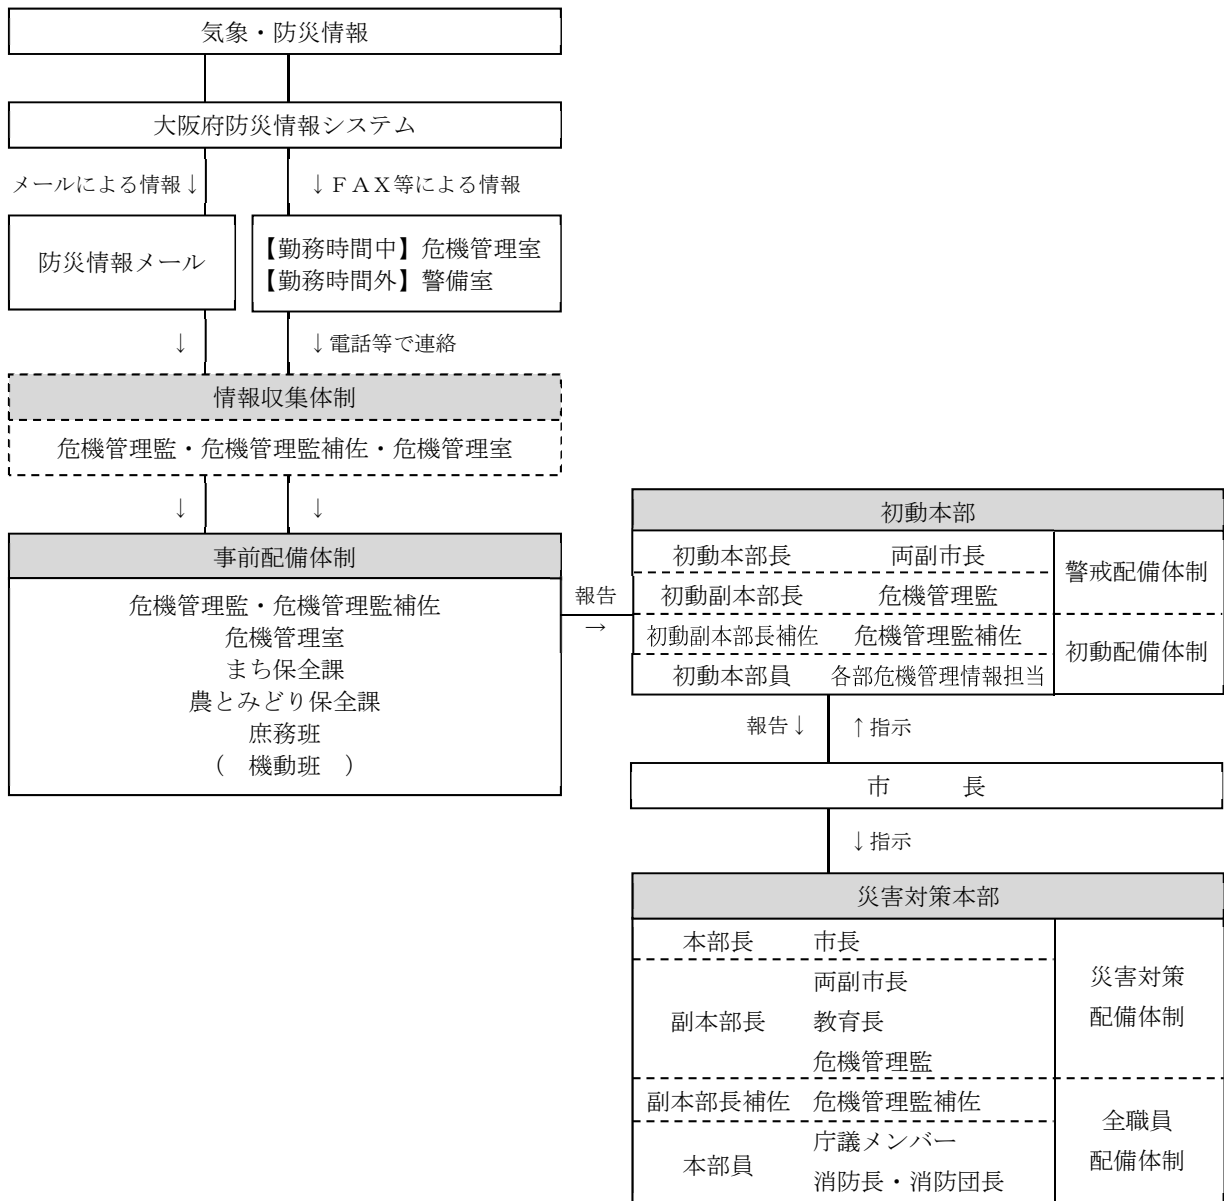 気象・防災情報
大阪府防災情報システム
メールによる情報↓
↓ＦＡＸ等による情報
防災情報メール
【勤務時間中】危機管理室
【勤務時間外】警備室
↓
↓電話等で連絡
情報収集体制
危機管理監・危機管理監補佐・危機管理室
↓
↓
事前配備体制
危機管理監・危機管理監補佐
危機管理室
まち保全課
農とみどり保全課
庶務班
（　機動班　）
報告
→
初動本部
初動本部長　両副市長
初動副本部長　危機管理監
警戒配備体制
初動副本部長補佐　危機管理監補佐
初動本部員　各部危機管理情報担当
初動配備体制
報告↓
↑指示
市　　　長
↓指示
災害対策本部
本部長　市長
副本部長
両副市長
教育長
危機管理監
災害対策
配備体制
副本部長補佐　危機管理監補佐
本部員
庁議メンバー
消防長・消防団長
全職員
配備体制